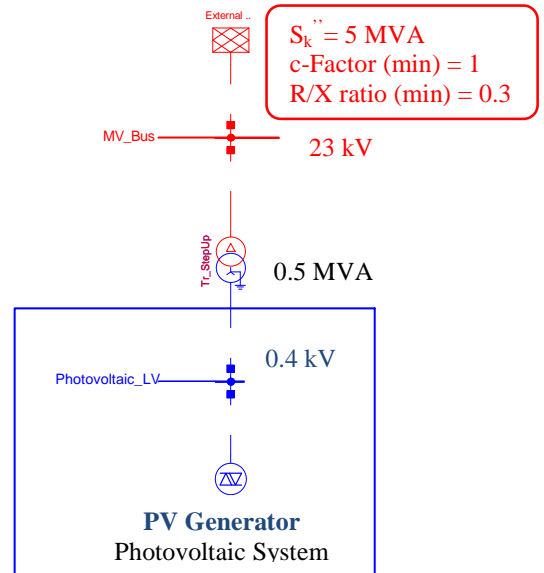 External ..
S_k’’ = 5 MVA
c-Factor (min) = 1
R/X ratio (min) = 0.3
MV_Bus
23 kV
Tr_StepUp
0.5 MVA
0.4 kV
Photovoltaic_LV
PV Generator
Photovoltaic System